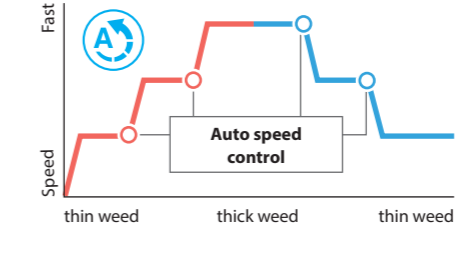 Fast
A
Auto speed
control
Speed
thin weed
thick weed
thin weed